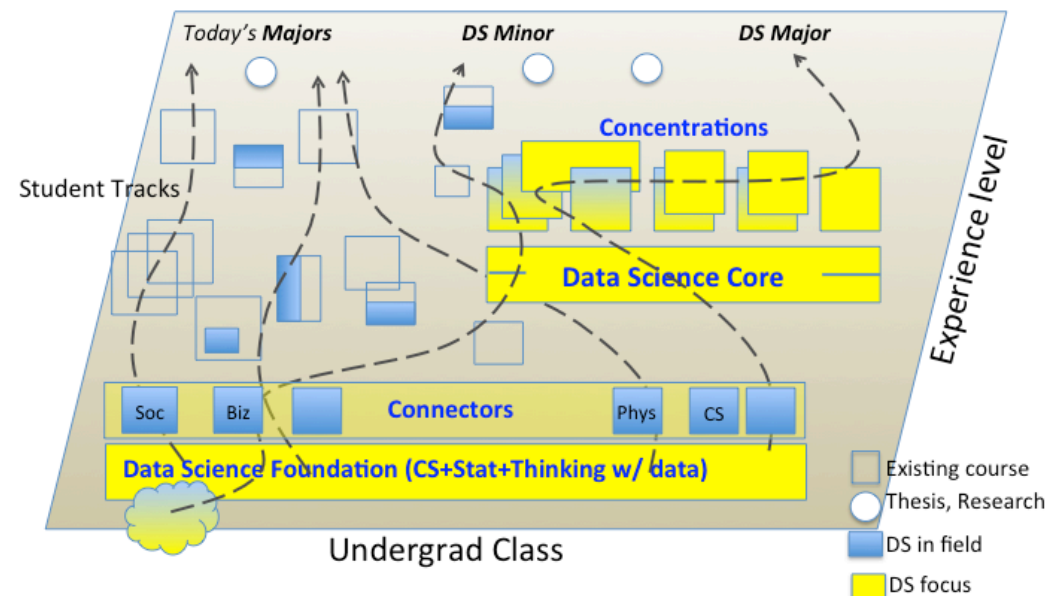 Today's Majors
DS Minor
DS Major
Concentrations
Student Tracks
Experience level
Data Science Core
Soc
Biz
Connectors
Phys
CS
Data Science Foundation (CS+Stat+Thinking w/ data)
Undergrad Class
Existing course
Thesis, Research
DS in field
DS focus